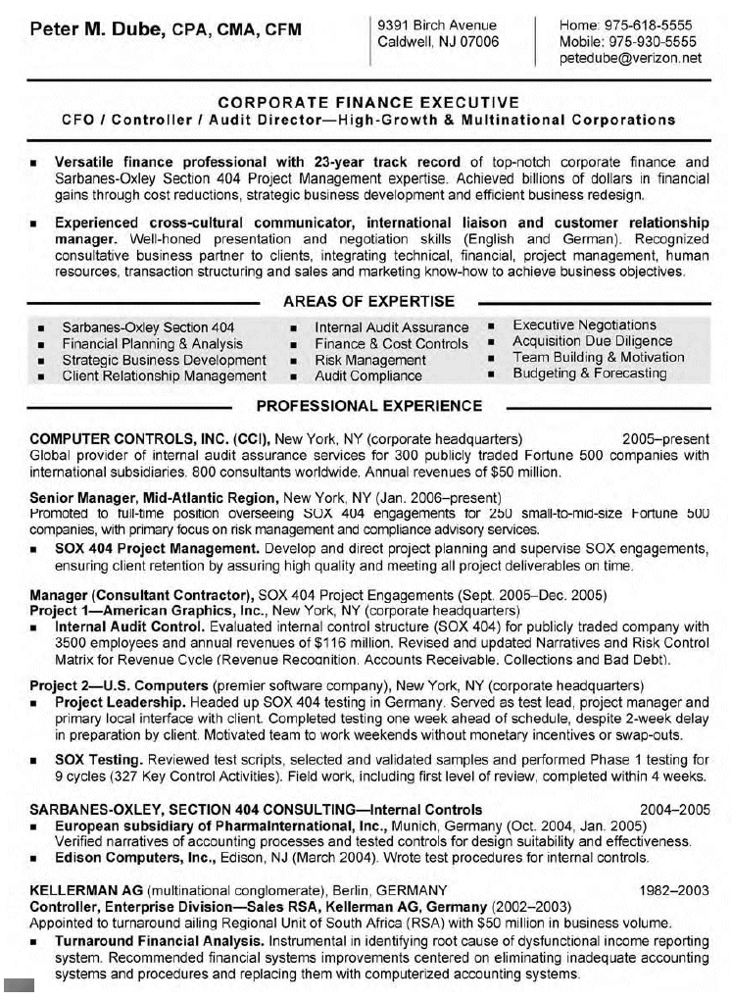 Peter M. Dube, CPA, CMA, CFM
9391 Birch Avenue
Caldwell, NJ 07006
Home: 975-618-5555
Mobile: 975-930-5555
petedube@verizon.net
CORPORATE FINANCE EXECUTIVE
CFO / Controller / Audit Director—High-Growth & Multinational Corporations
▪ Versatile finance professional with 23-year track record of top-notch corporate finance and
Sarbanes-Oxley Section 404 Project Management expertise. Achieved billions of dollars in financial
gains through cost reductions, strategic business development and efficient business redesign.
▪ Experienced cross-cultural communicator, international liaison and customer relationship
manager. Well-honed presentation and negotiation skills (English and German). Recognized
consultative business partner to clients, integrating technical, financial, project management, human
resources, transaction structuring and sales and marketing know-how to achieve business objectives.
AREAS OF EXPERTISE
▪ Sarbanes-Oxley Section 404
▪ Financial Planning & Analysis
▪ Strategic Business Development
▪ Client Relationship Management
▪ Internal Audit Assurance
▪ Finance & Cost Controls
▪ Risk Management
▪ Audit Compliance
▪ Executive Negotiations
▪ Acquisition Due Diligence
▪ Team Building & Motivation
▪ Budgeting & Forecasting
PROFESSIONAL EXPERIENCE
COMPUTER CONTROLS, INC. (CCI), New York, NY (corporate headquarters) 2005–present
Global provider of internal audit assurance services for 300 publicly traded Fortune 500 companies with
international subsidiaries. 800 consultants worldwide. Annual revenues of $50 million.
Senior Manager, Mid-Atlantic Region, New York, NY (Jan. 2006–present)
Promoted to full-time position overseeing SOX 404 engagements for 250 small-to-mid-size Fortune 500
companies, with primary focus on risk management and compliance advisory services.
▪ SOX 404 Project Management. Develop and direct project planning and supervise SOX engagements,
ensuring client retention by assuring high quality and meeting all project deliverables on time.
Manager (Consultant Contractor), SOX 404 Project Engagements (Sept. 2005–Dec. 2005)
Project 1—American Graphics, Inc., New York, NY (corporate headquarters)
▪ Internal Audit Control. Evaluated internal control structure (SOX 404) for publicly traded company with
3500 employees and annual revenues of $116 million. Revised and updated Narratives and Risk Control
Matrix for Revenue Cycle (Revenue Recognition, Accounts Receivable, Collections and Bad Debt).
Project 2—U.S. Computers (premier software company), New York, NY (corporate headquarters)
▪ Project Leadership. Headed up SOX 404 testing in Germany. Served as test lead, project manager and
primary local interface with client. Completed testing one week ahead of schedule, despite 2-week delay
in preparation by client. Motivated team to work weekends without monetary incentives or swap-outs.
▪ SOX Testing. Reviewed test scripts, selected and validated samples and performed Phase 1 testing for
9 cycles (327 Key Control Activities). Field work, including first level of review, completed within 4 weeks.
SARBANES-OXLEY, SECTION 404 CONSULTING—Internal Controls 2004–2005
▪ European subsidiary of PharmaInternational, Inc., Munich, Germany (Oct. 2004, Jan. 2005)
Verified narratives of accounting processes and tested controls for design suitability and effectiveness.
▪ Edison Computers, Inc., Edison, NJ (March 2004). Wrote test procedures for internal controls.
KELLERMAN AG (multinational conglomerate), Berlin, GERMANY 1982–2003
Controller, Enterprise Division—Sales RSA, Kellerman AG, Germany (2002–2003)
Appointed to turnaround ailing Regional Unit of South Africa (RSA) with $50 million in business volume.
▪ Turnaround Financial Analysis. Instrumental in identifying root cause of dysfunctional income reporting
system. Recommended financial systems improvements centered on eliminating inadequate accounting
systems and procedures and replacing them with computerized accounting systems.